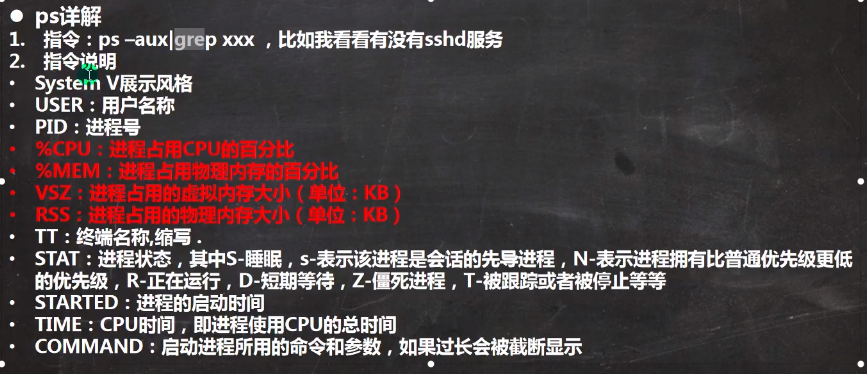 ● ps详解
1. 指令：ps –aux|grep xxx ，比如我看看有没有sshd服务
2. 指令说明
• System V展示风格
• USER：用户名称
• PID：进程号
• %CPU：进程占用CPU的百分比
• %MEM：进程占用物理内存的百分比
• VSZ：进程占用的虚拟内存大小（单位：KB）
• RSS：进程占用的物理内存大小（单位：KB）
• TT：终端名称,缩写 .
• STAT：进程状态，其中S-睡眠，s-表示该进程是会话的先导进程，N-表示进程拥有比普通优先级更低
的优先级，R-正在运行，D-短期等待，Z-僵死进程，T-被跟踪或者被停止等等
• STARTED：进程的启动时间
• TIME：CPU时间，即进程使用CPU的总时间
• COMMAND：启动进程所用的命令和参数，如果过长会被截断显示